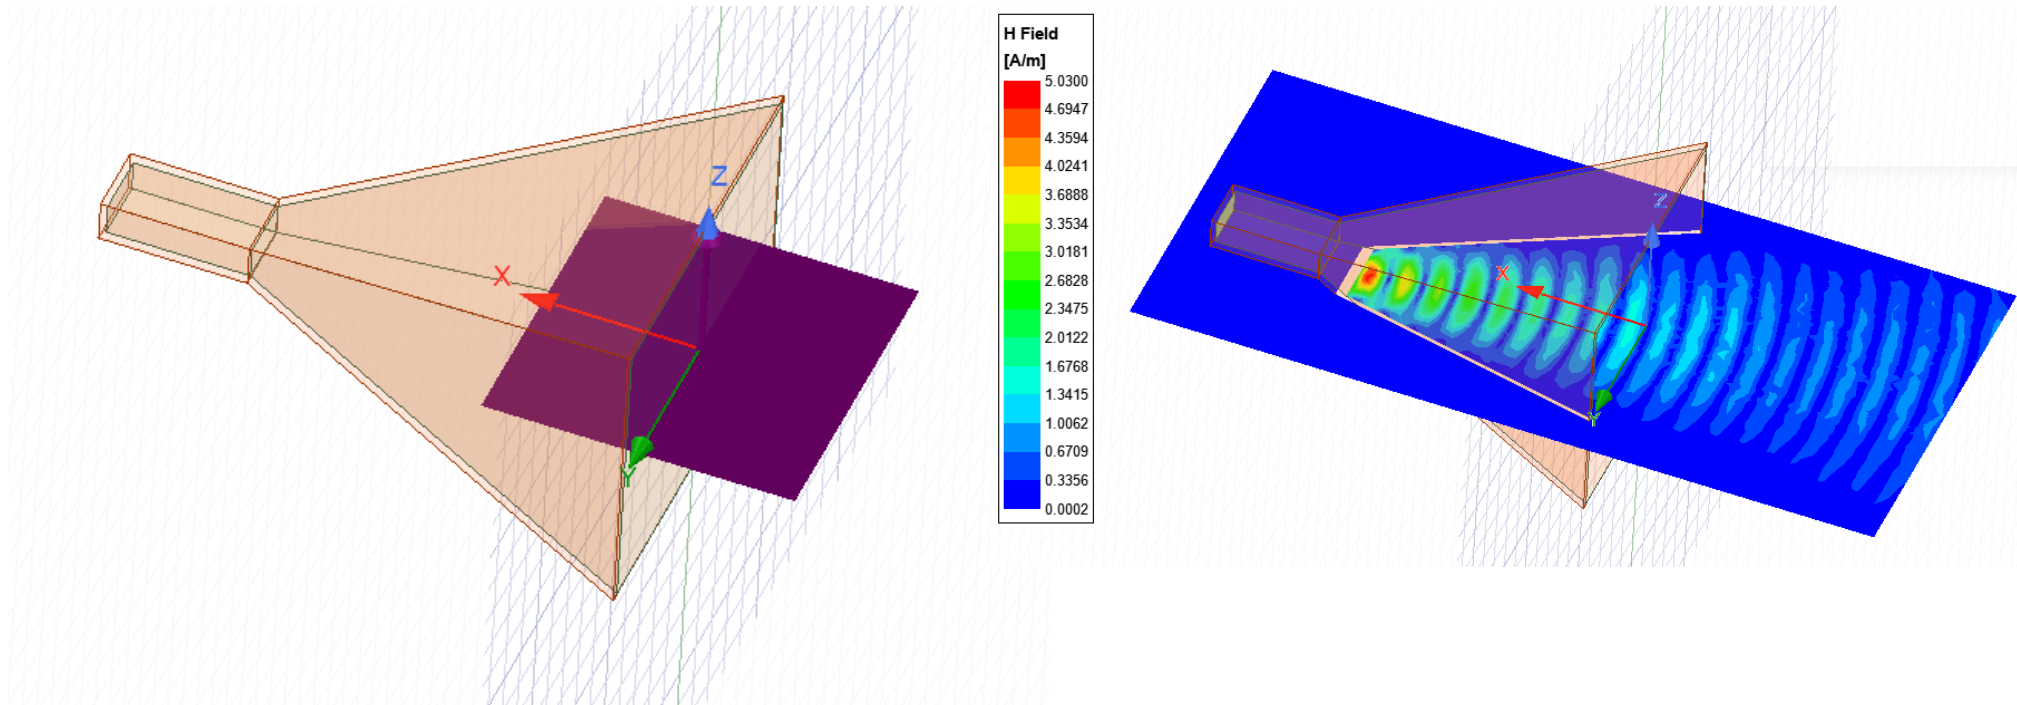 Z
X
Y
H Field
[A/m]
5.0300
4.6947
4.3594
4.0241
3.6888
3.3534
3.0181
2.6828
2.3475
2.0122
1.6768
1.3415
1.0062
0.6709
0.3356
0.0002
Z
X
Y